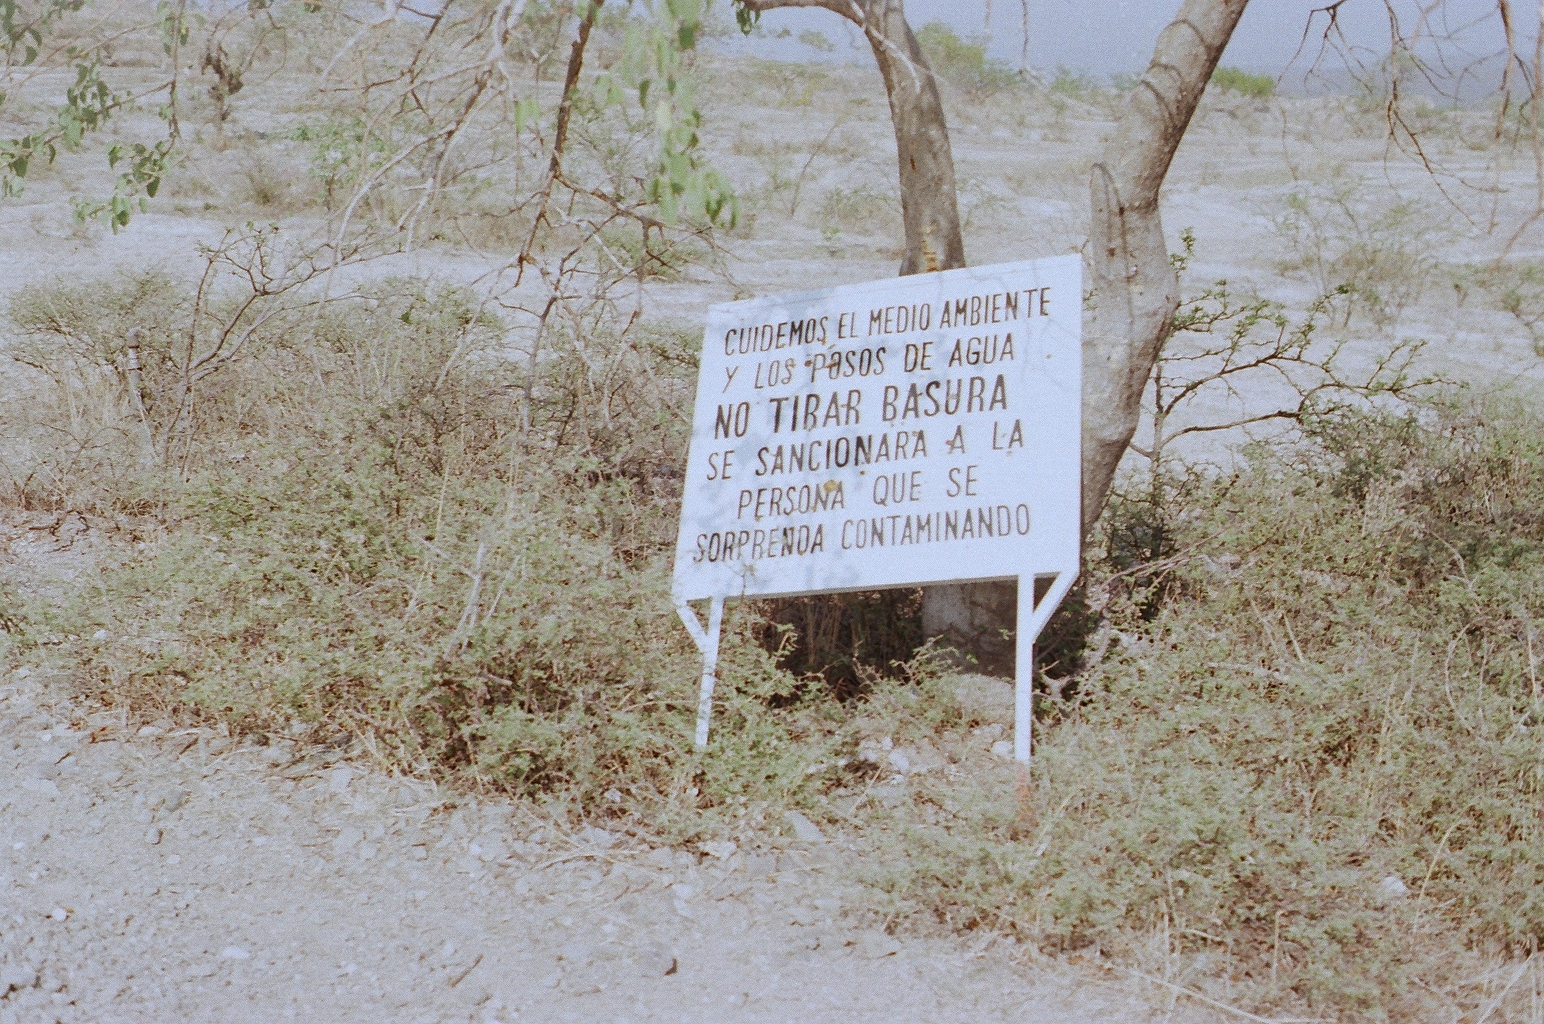 CUIDEMOS EL MEDIO AMBIENTE
Y LOS POSOS DE AGUA
NO TIRAR BASURA
SE SANCIONARA A LA
PERSONA QUE SE
SORPRENDA CONTAMINANDO